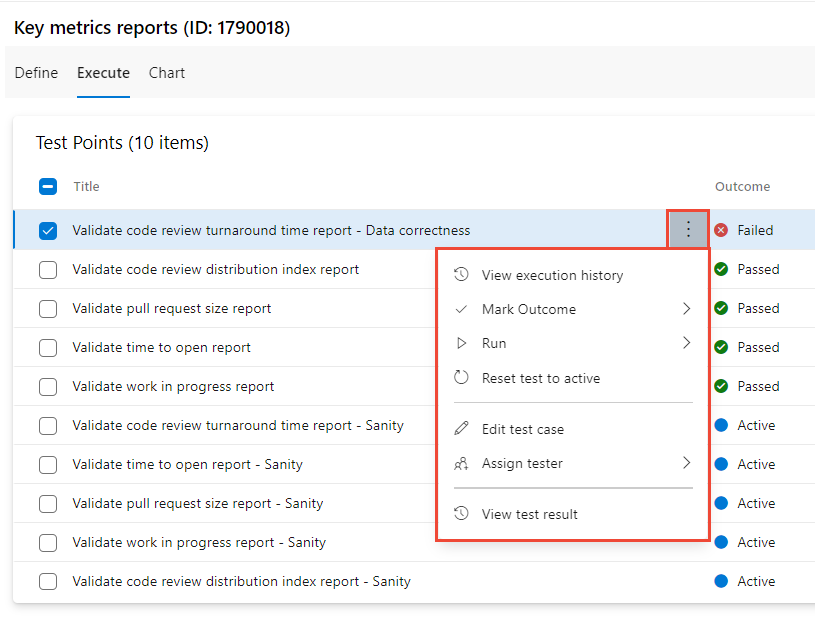 Key metrics reports (ID: 1790018)
Define Execute Chart
Test Points (10 items)
Title Outcome
Validate code review turnaround time report - Data correctness Failed
Validate code review distribution index report Passed
Validate pull request size report Passed
Validate time to open report Passed
Validate work in progress report Passed
Validate code review turnaround time report - Sanity Active
Validate time to open report - Sanity Active
Validate pull request size report - Sanity Active
Validate work in progress report - Sanity Active
Validate code review distribution index report - Sanity Active
View execution history
Mark Outcome
Run
Reset test to active
Edit test case
Assign tester
View test result